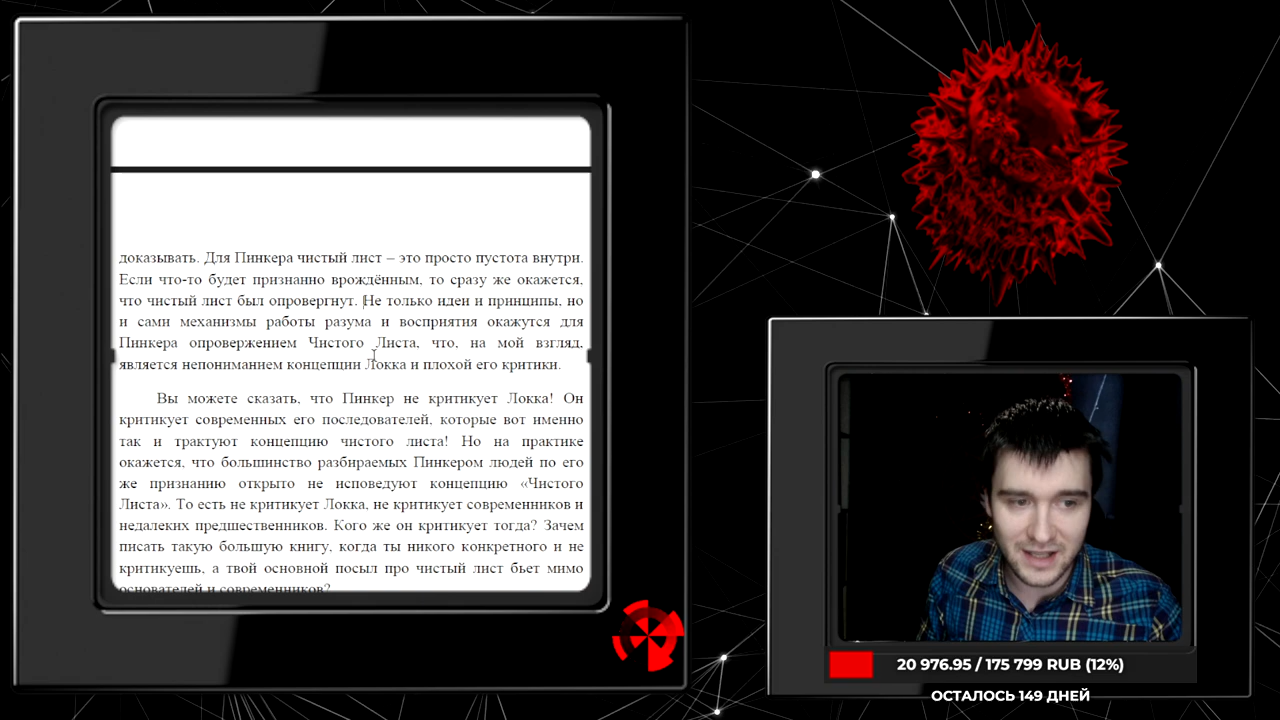 доказывать. Для Пинкера чистый лист – это просто пустота внутри.
Если что-то будет признанно врождённым, то сразу же окажется,
что чистый лист был опровергнут. Не только идеи и принципы, но
и сами механизмы работы разума и восприятия окажутся для
Пинкера опровержением Чистого Листа, что, на мой взгляд,
является непониманием концепции Локка и плохой его критики.
Вы можете сказать, что Пинкер не критикует Локка! Он
критикует современных его последователей, которые вот именно
так и трактуют концепцию чистого листа! Но на практике
окажется, что большинство разбираемых Пинкером людей по его
же признанию открыто не исповедуют концепцию «Чистого
Листа». То есть не критикует Локка, не критикует современников и
недалеких предшественников. Кого же он критикует тогда? Зачем
писать такую большую книгу, когда ты никого конкретного и не
критикуешь, а твой основной посыл про чистый лист бьет мимо
основателей и современников?
20 976.95 / 175 799 RUB (12%)
ОСТАЛОСЬ 149 ДНЕЙ